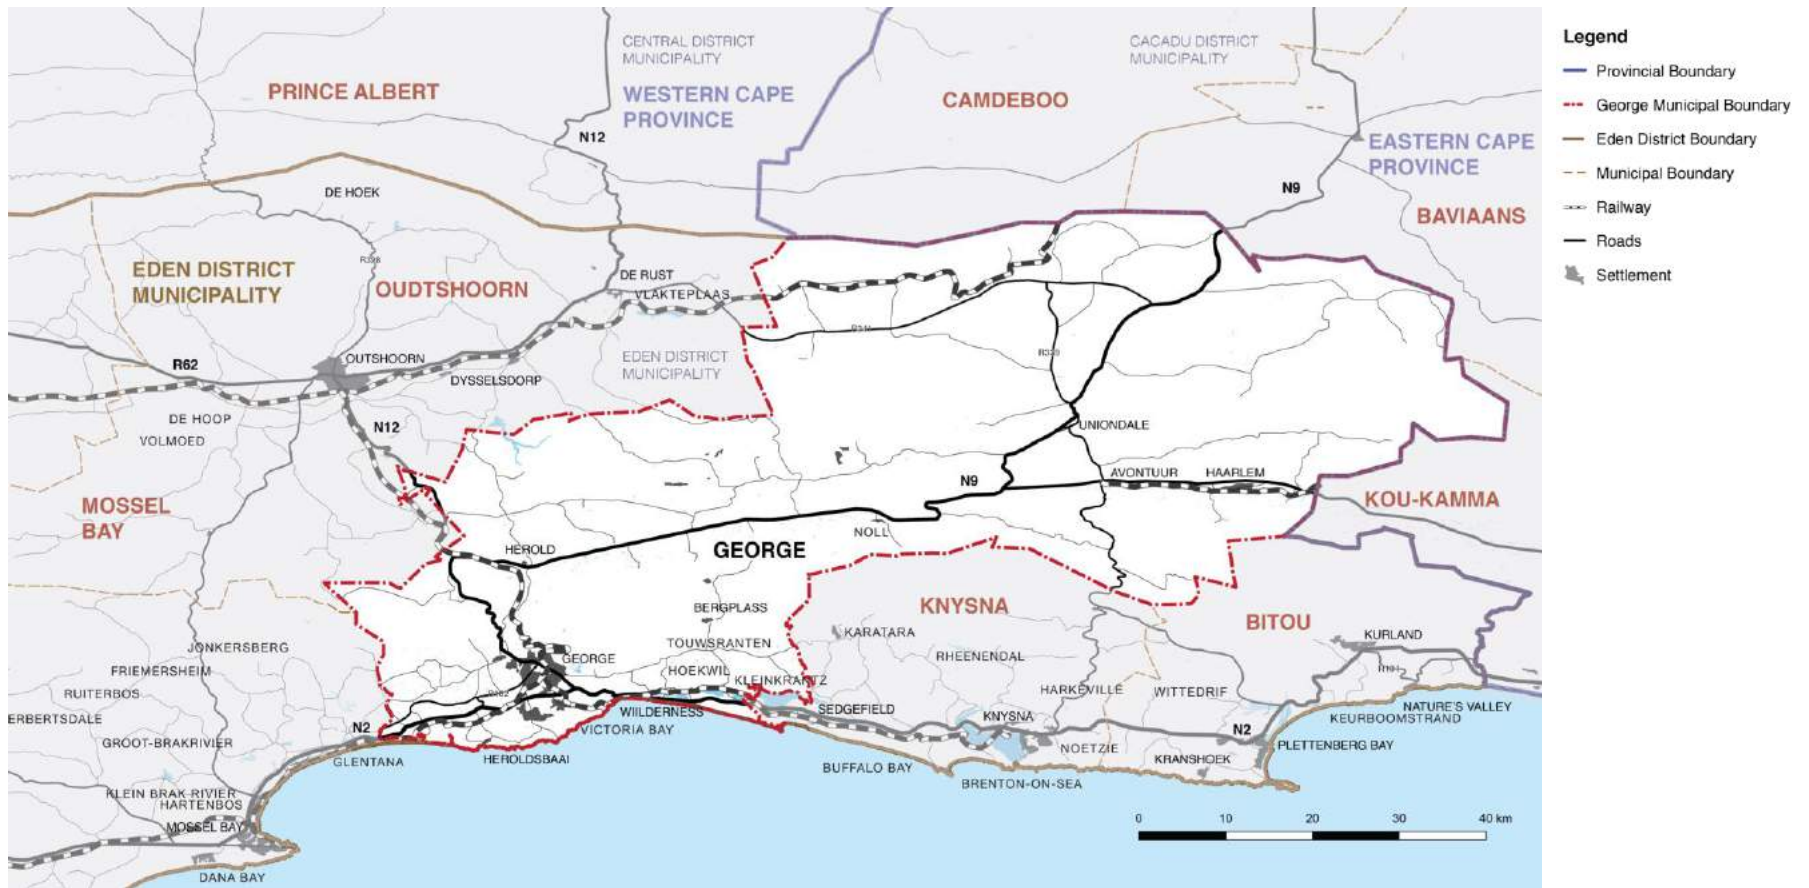 CENTRAL DISTRICT
MUNICIPALITY
CACADU DISTRICT
MUNICIPALITY
Legend
Provincial Boundary
George Municipal Boundary
Eden District Boundary
Municipal Boundary
Railway
Roads
Settlement
PRINCE ALBERT
WESTERN CAPE
PROVINCE
CAMDEBOO
N12
EASTERN CAPE
PROVINCE
DE HOEK
N9
BAVIAANS
EDEN DISTRICT
MUNICIPALITY
OUDTSHOORN
DE RUST
VLAKTEPLAAS
R62
OUTSHOORN
EDEN DISTRICT
MUNICIPALITY
DYSSELSDORP
DE HOOP
VOLMOED
N12
UNIONDALE
AVONTUUR
HAARLEM
N9
MOSSEL
BAY
KOU-KAMMA
NOLL
HEROLD
GEORGE
KNYSNA
BITOU
BERGPLASS
KARATARA
KURLAND
JONKERSBERG
TOUWSRANTEN
GEORGE
RHEENENDAL
FRIEMERSHEIM
HOEKWIL
KLEINKRANTZ
RUITERBOS
HARKEVILLE
WITTEDRIF
ERBERTSDALE
N2
WIILDERNESS
SEDGEFIELD
KNYSNA
NATURE'S VALLEY
KEURBOOMSTRAND
VICTORIA BAY
N2
GROOT-BRAKRIVIER
NOETZIE
PLETTENBERG BAY
GLENTANA
HEROLDSBAAI
KRANSHOEK
BUFFALO BAY
BRENTON-ON-SEA
KLEIN BRAK RIVIER
HARTENBOS
MOSSEL BAY
0 10 20 30 40 km
DANA BAY